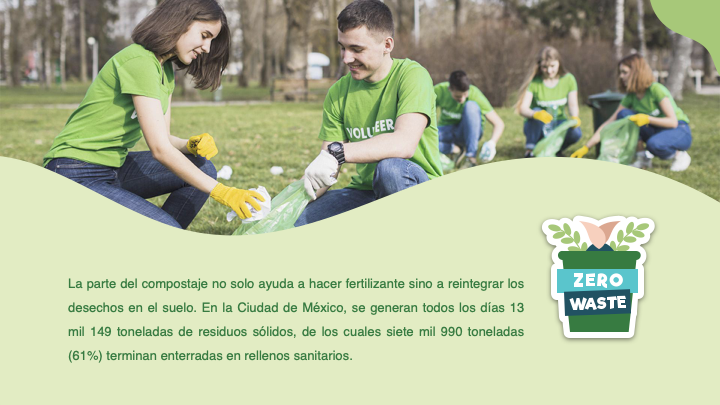 VOLUNTEER
La parte del compostaje no solo ayuda a hacer fertilizante sino a reintegrar los
desechos en el suelo. En la Ciudad de México, se generan todos los días 13
mil 149 toneladas de residuos sólidos, de los cuales siete mil 990 toneladas
(61%) terminan enterradas en rellenos sanitarios.
ZERO
WASTE